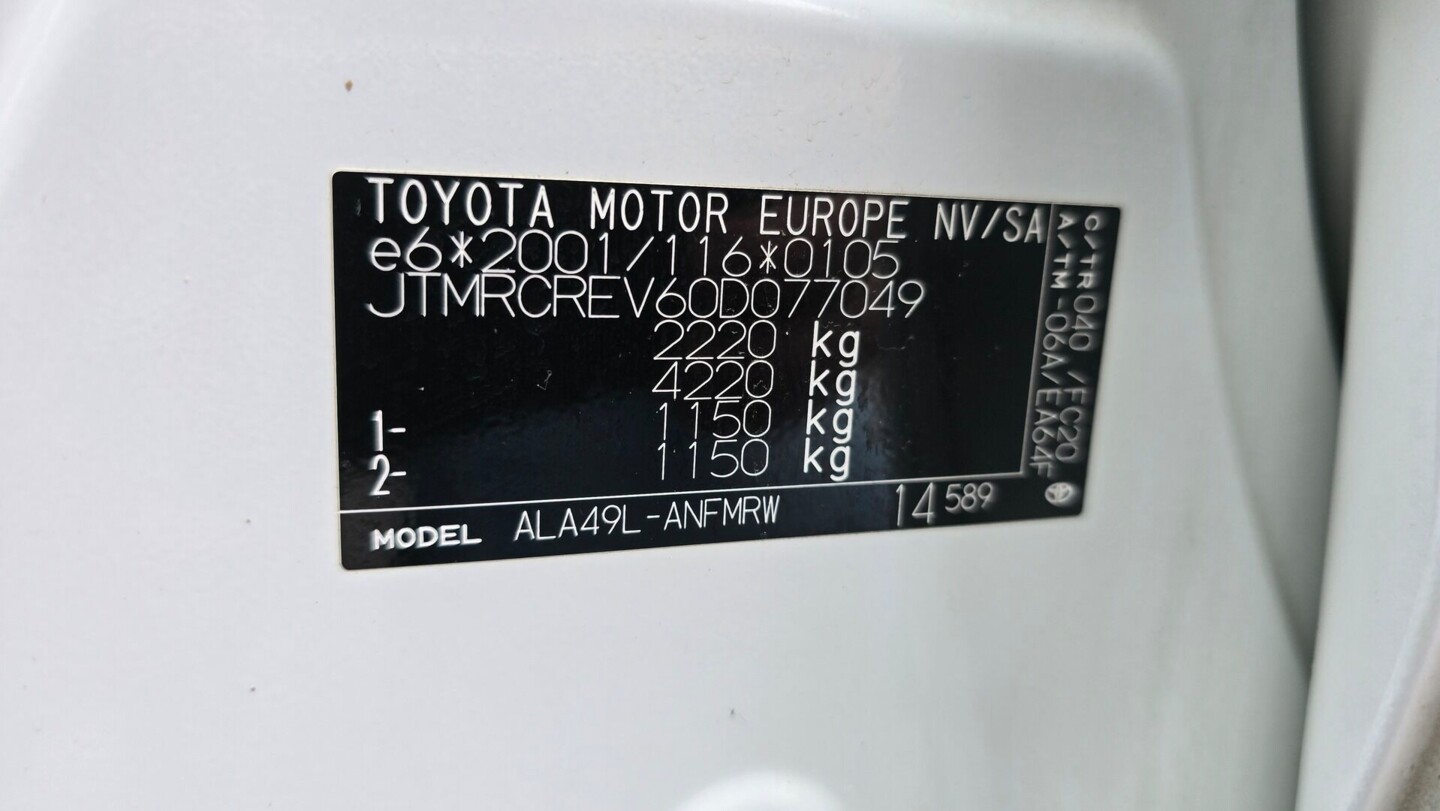 TOYOTA MOTOR EUROPE NV/SA
e6*2001/116*0105
JTMRCREV60D077049
2220 kg
4220 kg
1- 1150 kg
2- 1150 kg
MODEL ALA49L-ANFMRW 14 589
C/TR 040 /FC20
A/TM -06A/EA64F